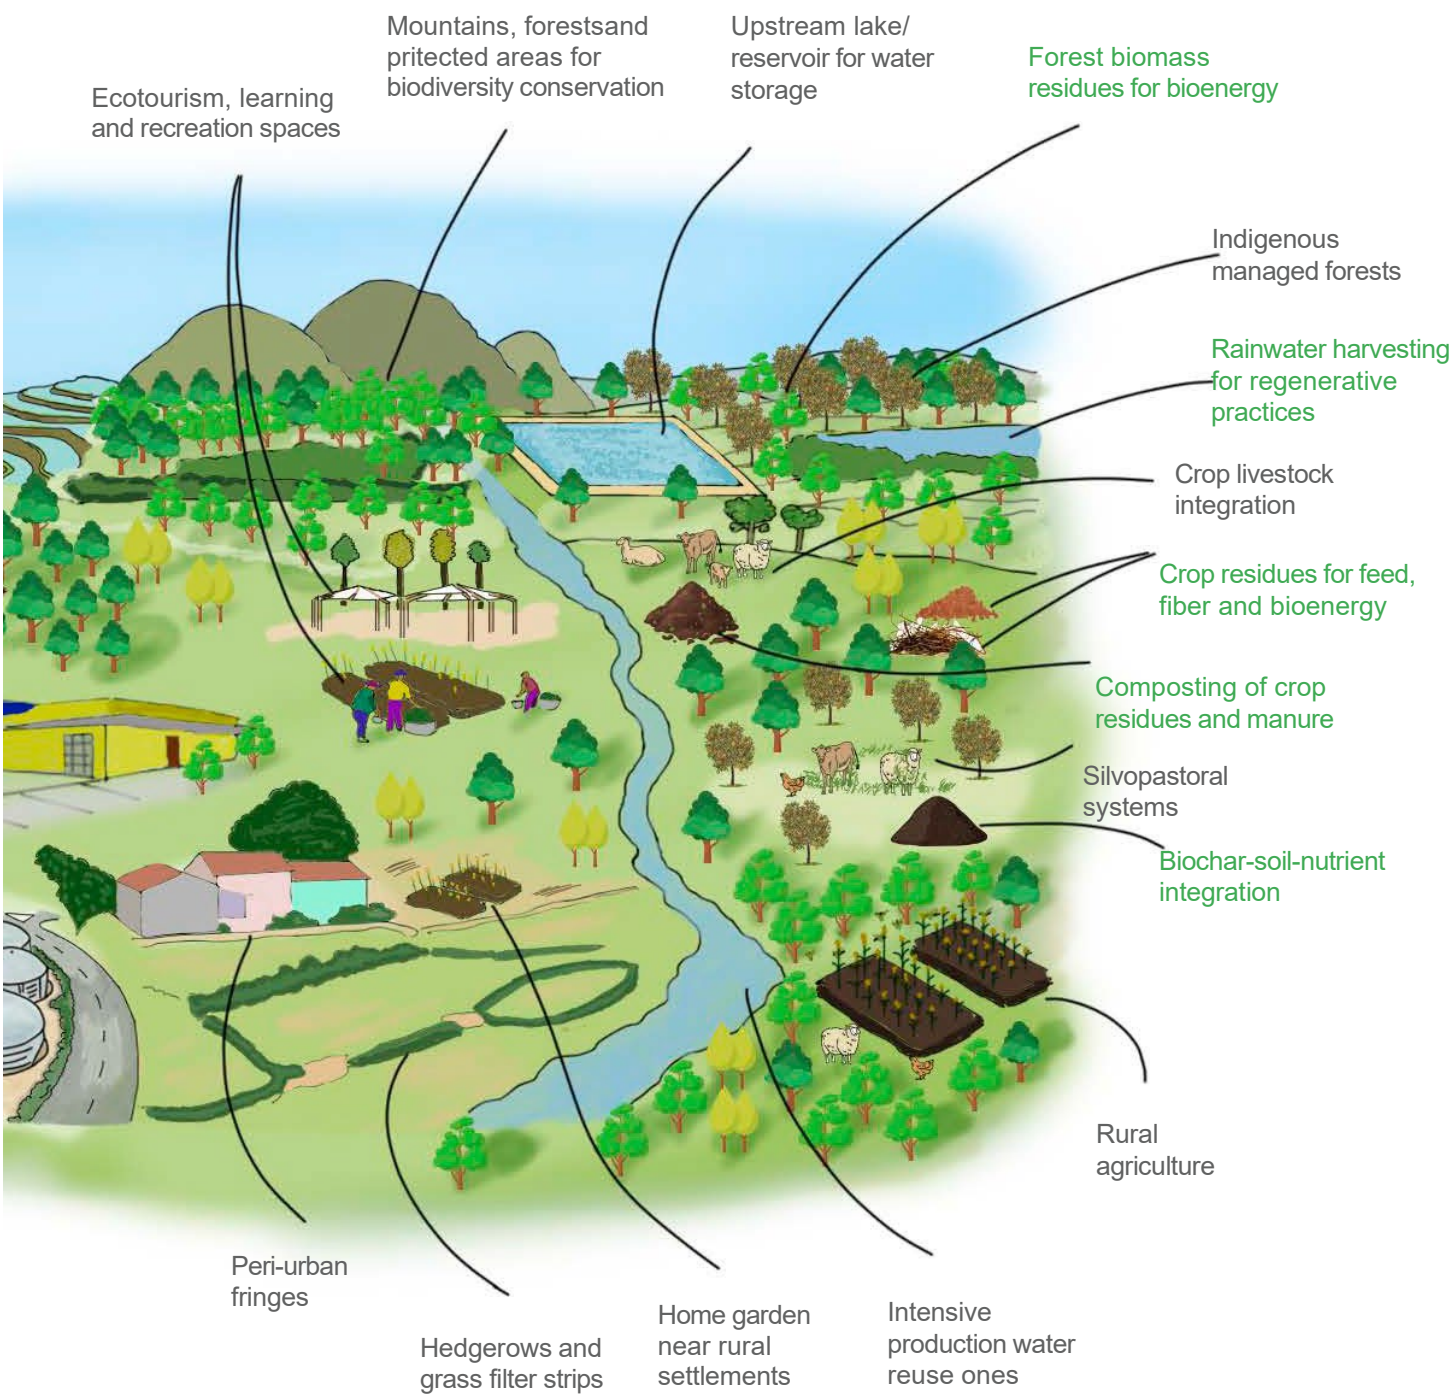 Mountains, forestsand
pritected areas for
biodiversity conservation
Upstream lake/
reservoir for water
storage
Forest biomass
residues for bioenergy
Ecotourism, learning
and recreation spaces
Indigenous
managed forests
Rainwater harvesting
for regenerative
practices
Crop livestock
integration
Crop residues for feed,
fiber and bioenergy
Composting of crop
residues and manure
Silvopastoral
systems
Biochar-soil-nutrient
integration
Rural
agriculture
Peri-urban
fringes
Hedgerows and
grass filter strips
Home garden
near rural
settlements
Intensive
production water
reuse ones